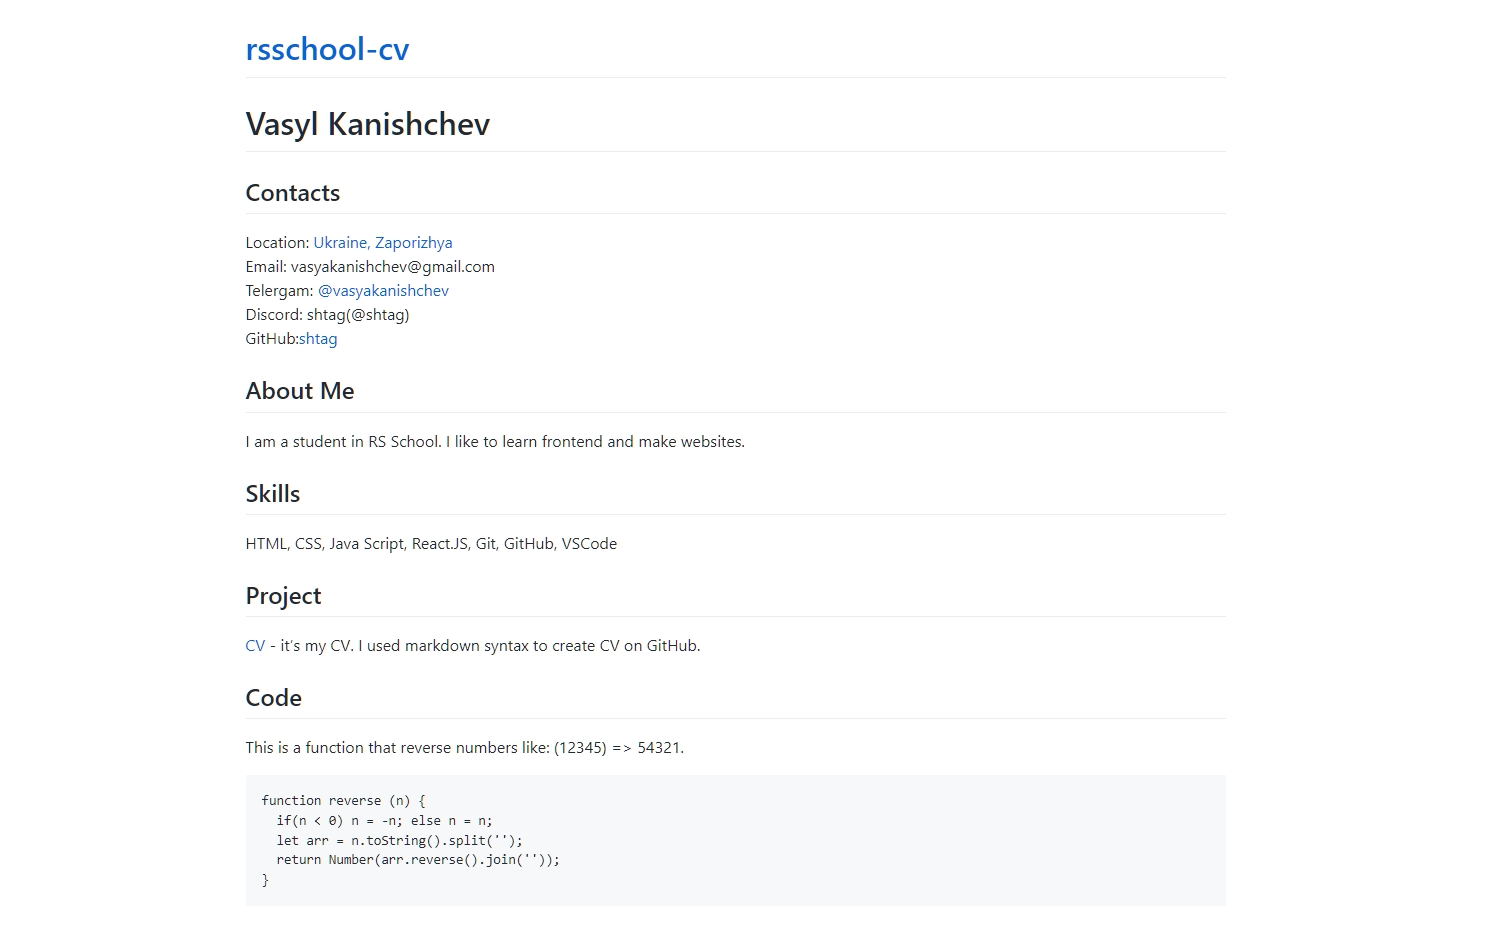 rsschool-cv
Vasyl Kanishchev
Contacts
Location: Ukraine, Zaporizhya
Email: vasyakanishchev@gmail.com
Telergam: @vasyakanishchev
Discord: shtag(@shtag)
GitHub:shtag
About Me
I am a student in RS School. I like to learn frontend and make websites.
Skills
HTML, CSS, Java Script, React.JS, Git, GitHub, VSCode
Project
CV - it’s my CV. I used markdown syntax to create CV on GitHub.
Code
This is a function that reverse numbers like: (12345) => 54321.
function reverse (n) {
  if(n < 0) n = -n; else n = n;
  let arr = n.toString().split('');
  return Number(arr.reverse().join(''));
}